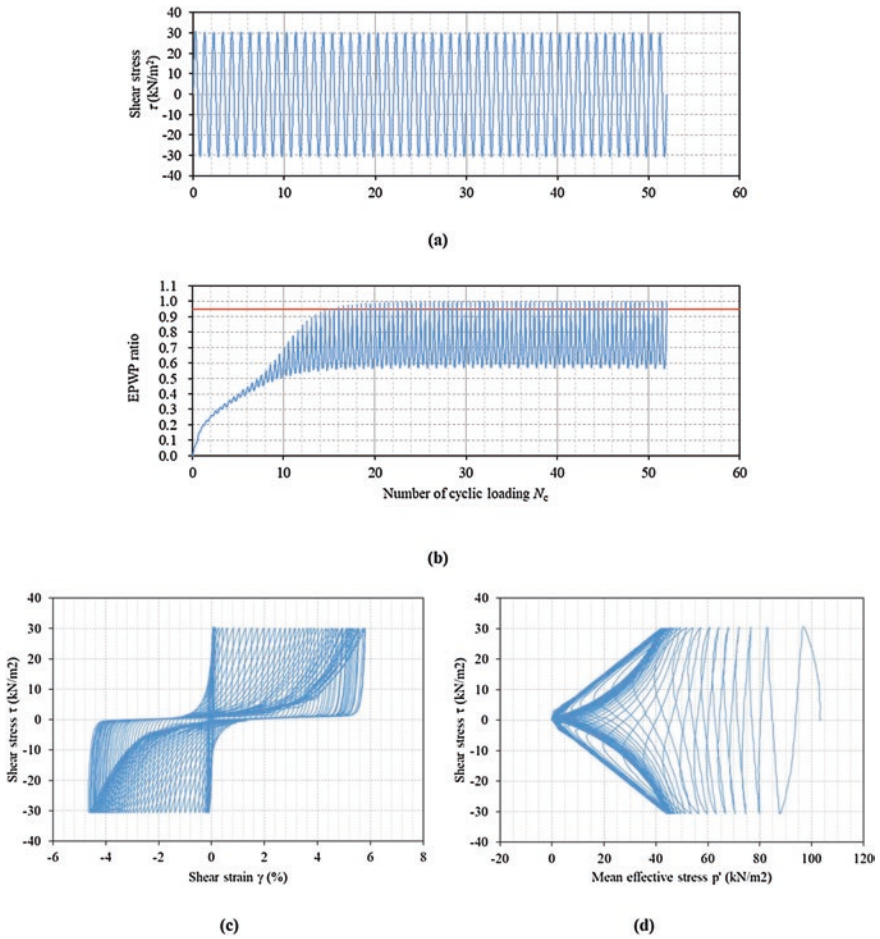 Shear stress
τ (kN/m²)
40
30
20
10
0
-10
-20
-30
-40
0 10 20 30 40 50 60
(a)
EPWP ratio
1.1
1.0
0.9
0.8
0.7
0.6
0.5
0.4
0.3
0.2
0.1
0.0
0 10 20 30 40 50 60
Number of cyclic loading Nc
(b)
Shear stress τ (kN/m2)
40
30
20
10
0
-10
-20
-30
-40
-6 -4 -2 0 2 4 6 8
Shear strain γ (%)
(c)
Shear stress τ (kN/m2)
40
30
20
10
0
-20
-40
-20 0 20 40 60 80 100 120
Mean effective stress p' (kN/m2)
(d)